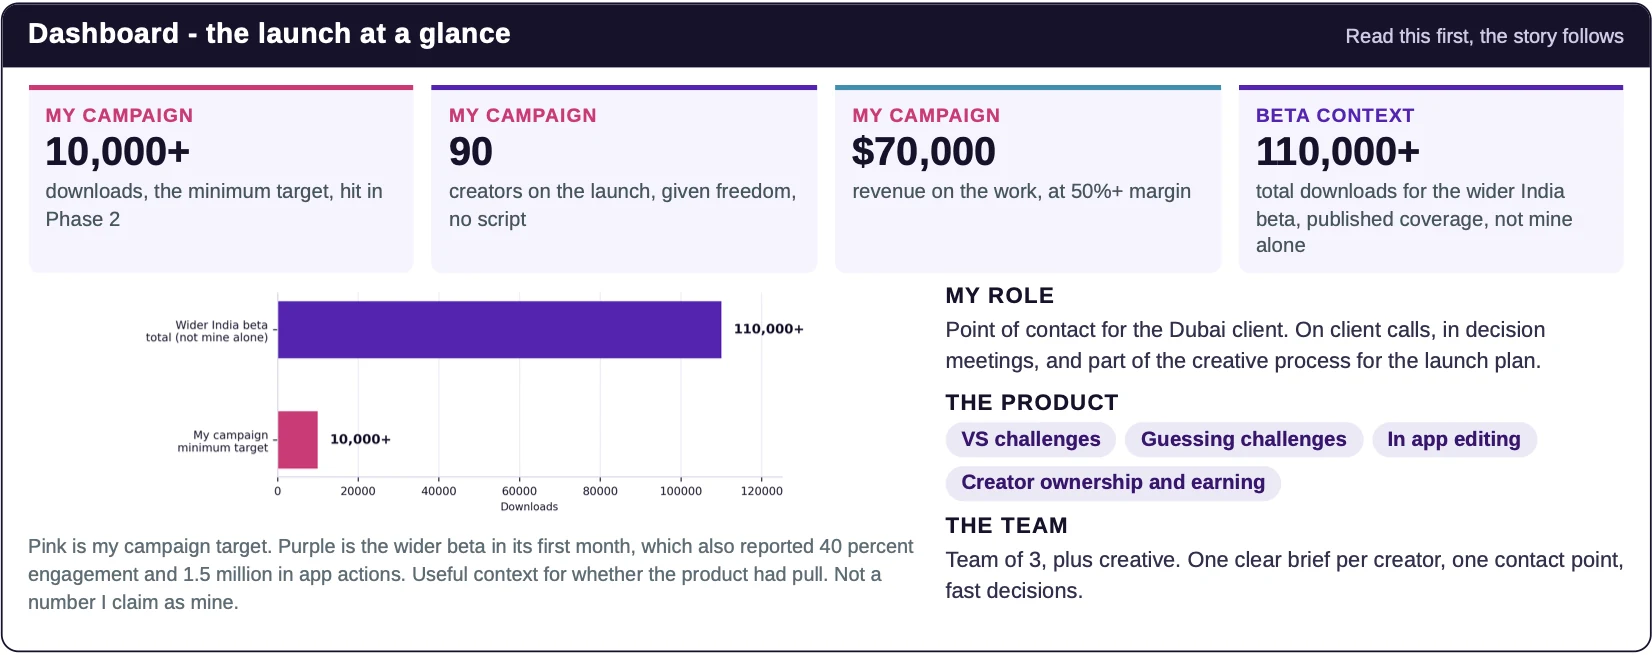 Dashboard - the launch at a glance
Read this first, the story follows
MY CAMPAIGN
10,000+
downloads, the minimum target, hit in
Phase 2
MY CAMPAIGN
90
creators on the launch, given freedom,
no script
MY CAMPAIGN
$70,000
revenue on the work, at 50%+ margin
BETA CONTEXT
110,000+
total downloads for the wider India
beta, published coverage, not mine
alone
Wider India beta
total (not mine alone)
110,000+
My campaign
minimum target
10,000+
0 20000 40000 60000 80000 100000 120000
Downloads
Pink is my campaign target. Purple is the wider beta in its first month, which also reported 40 percent
engagement and 1.5 million in app actions. Useful context for whether the product had pull. Not a
number I claim as mine.
MY ROLE
Point of contact for the Dubai client. On client calls, in decision
meetings, and part of the creative process for the launch plan.
THE PRODUCT
VS challenges Guessing challenges In app editing
Creator ownership and earning
THE TEAM
Team of 3, plus creative. One clear brief per creator, one contact point,
fast decisions.